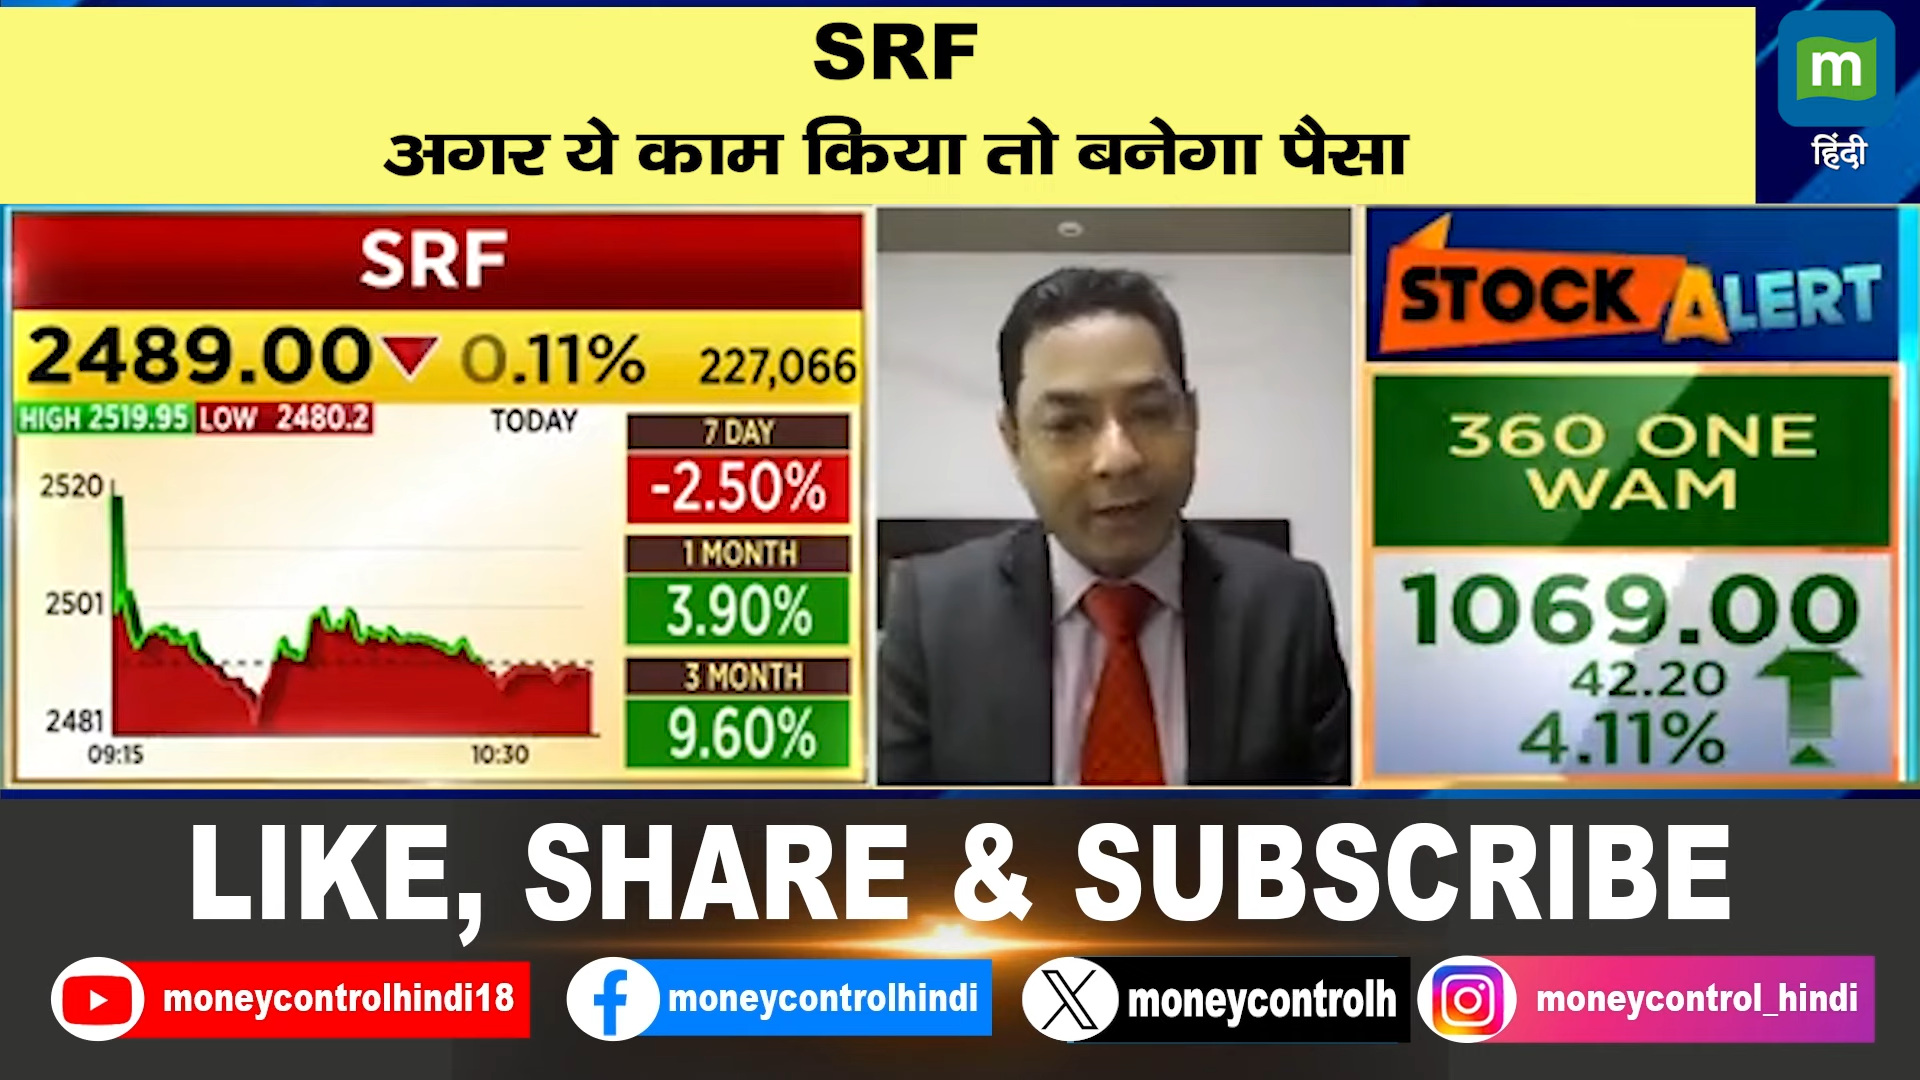 SRF
अगर ये काम किया तो बनेगा पैसा
m
हिंदी
SRF
2489.00 0.11% 227,066
HIGH 2519.95 LOW 2480.2 TODAY
2520
2501
2481
09:15 10:30
7 DAY
-2.50%
1 MONTH
3.90%
3 MONTH
9.60%
STOCK ALERT
360 ONE
WAM
1069.00
42.20
4.11%
LIKE, SHARE & SUBSCRIBE
moneycontrolhindi18 moneycontrolhindi moneycontrolh moneycontrol_hindi